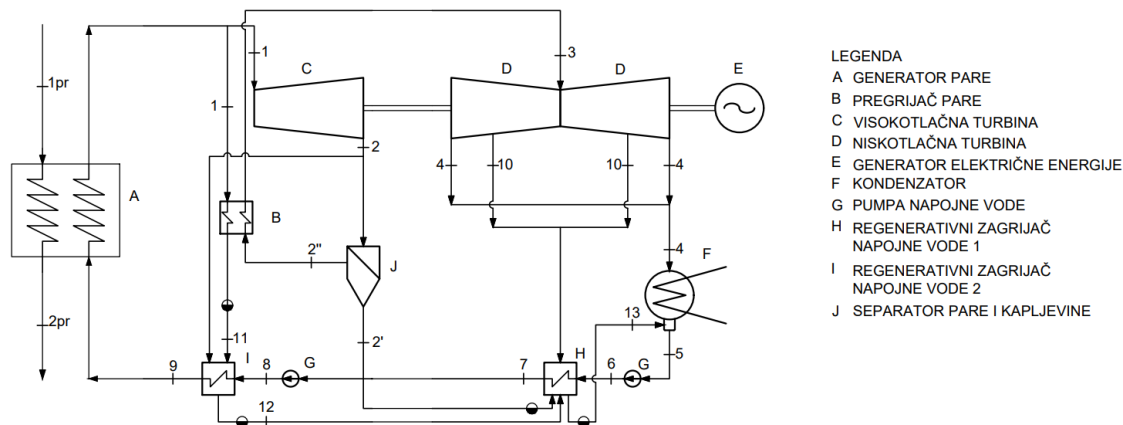 1pr
2pr
A
1
1
C
2
3
D
D
E
4
10
10
4
B
2"
J
2'
4
F
13
5
11
I
9
8
G
7
H
6
G
12
LEGENDA
A GENERATOR PARE
B PREGRIJAČ PARE
C VISOKOTLAČNA TURBINA
D NISKOTLAČNA TURBINA
E GENERATOR ELEKTRIČNE ENERGIJE
F KONDENZATOR
G PUMPA NAPOJNE VODE
H REGENERATIVNI ZAGRIJAČ
NAPOJNE VODE 1
I REGENERATIVNI ZAGRIJAČ
NAPOJNE VODE 2
J SEPARATOR PARE I KAPLJEVINE